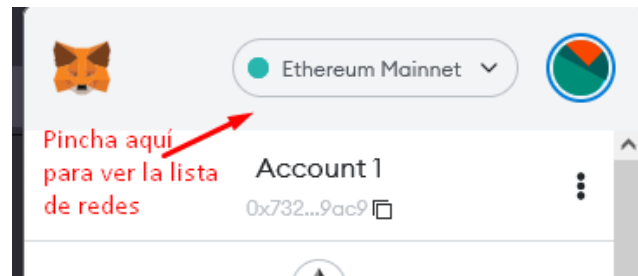 Ethereum Mainnet
Pincha aquí
para ver la lista
de redes
Account 1
0x732...9ac9